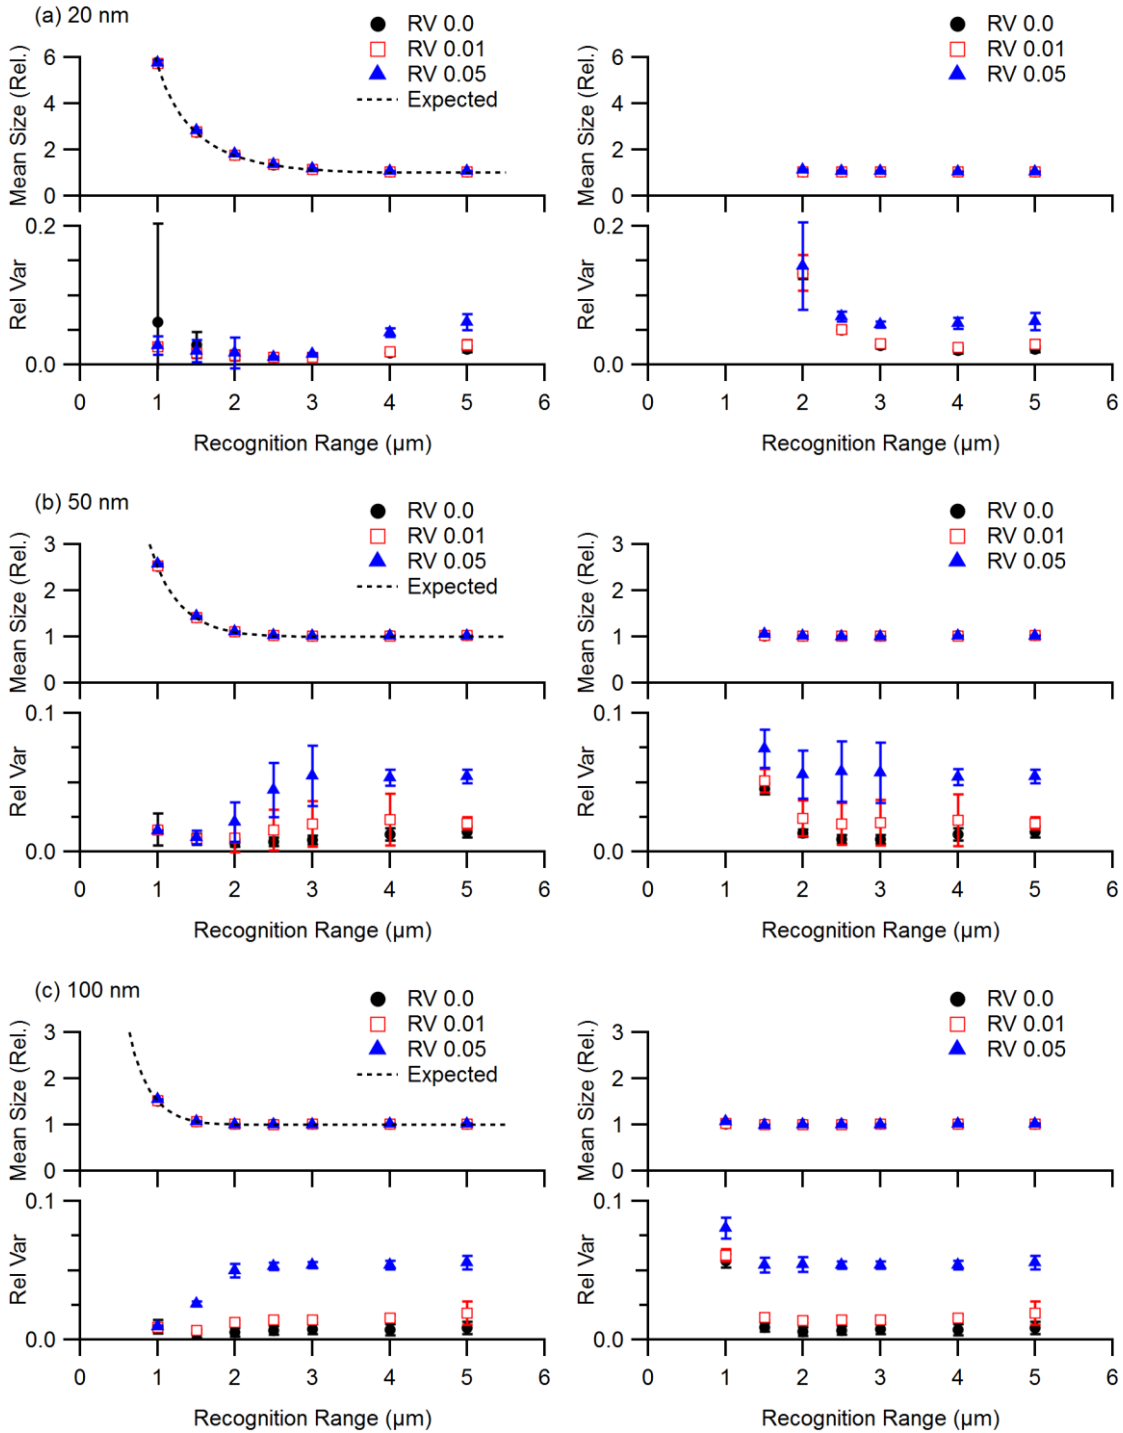 (a) 20 nm
RV 0.0
RV 0.01
RV 0.05
Expected
Mean Size (Rel.)
6
4
2
0
Rel Var
0.2
0.0
0 1 2 3 4 5 6
Recognition Range (µm)
RV 0.0
RV 0.01
RV 0.05
Mean Size (Rel.)
6
4
2
0
Rel Var
0.2
0.0
0 1 2 3 4 5 6
Recognition Range (µm)
(b) 50 nm
RV 0.0
RV 0.01
RV 0.05
Expected
Mean Size (Rel.)
3
2
1
0
Rel Var
0.1
0.0
0 1 2 3 4 5 6
Recognition Range (µm)
RV 0.0
RV 0.01
RV 0.05
Mean Size (Rel.)
3
2
1
0
Rel Var
0.1
0.0
0 1 2 3 4 5 6
Recognition Range (µm)
(c) 100 nm
RV 0.0
RV 0.01
RV 0.05
Expected
Mean Size (Rel.)
3
2
1
0
Rel Var
0.1
0.0
0 1 2 3 4 5 6
Recognition Range (µm)
RV 0.0
RV 0.01
RV 0.05
Mean Size (Rel.)
3
2
1
0
Rel Var
0.1
0.0
0 1 2 3 4 5 6
Recognition Range (µm)